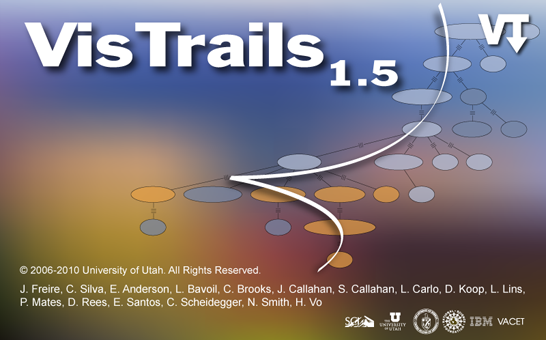 VisTrails
1.5
VT
© 2006-2010 University of Utah. All Rights Reserved.
J. Freire, C. Silva, E. Anderson, L. Bavoil, C. Brooks, J. Callahan, S. Callahan, L. Carlo, D. Koop, L. Lins,
P. Mates, D. Rees, E. Santos, C. Scheidegger, N. Smith, H. Vo
SCI
THE
UNIVERSITY
OF UTAH
IBM
VACET